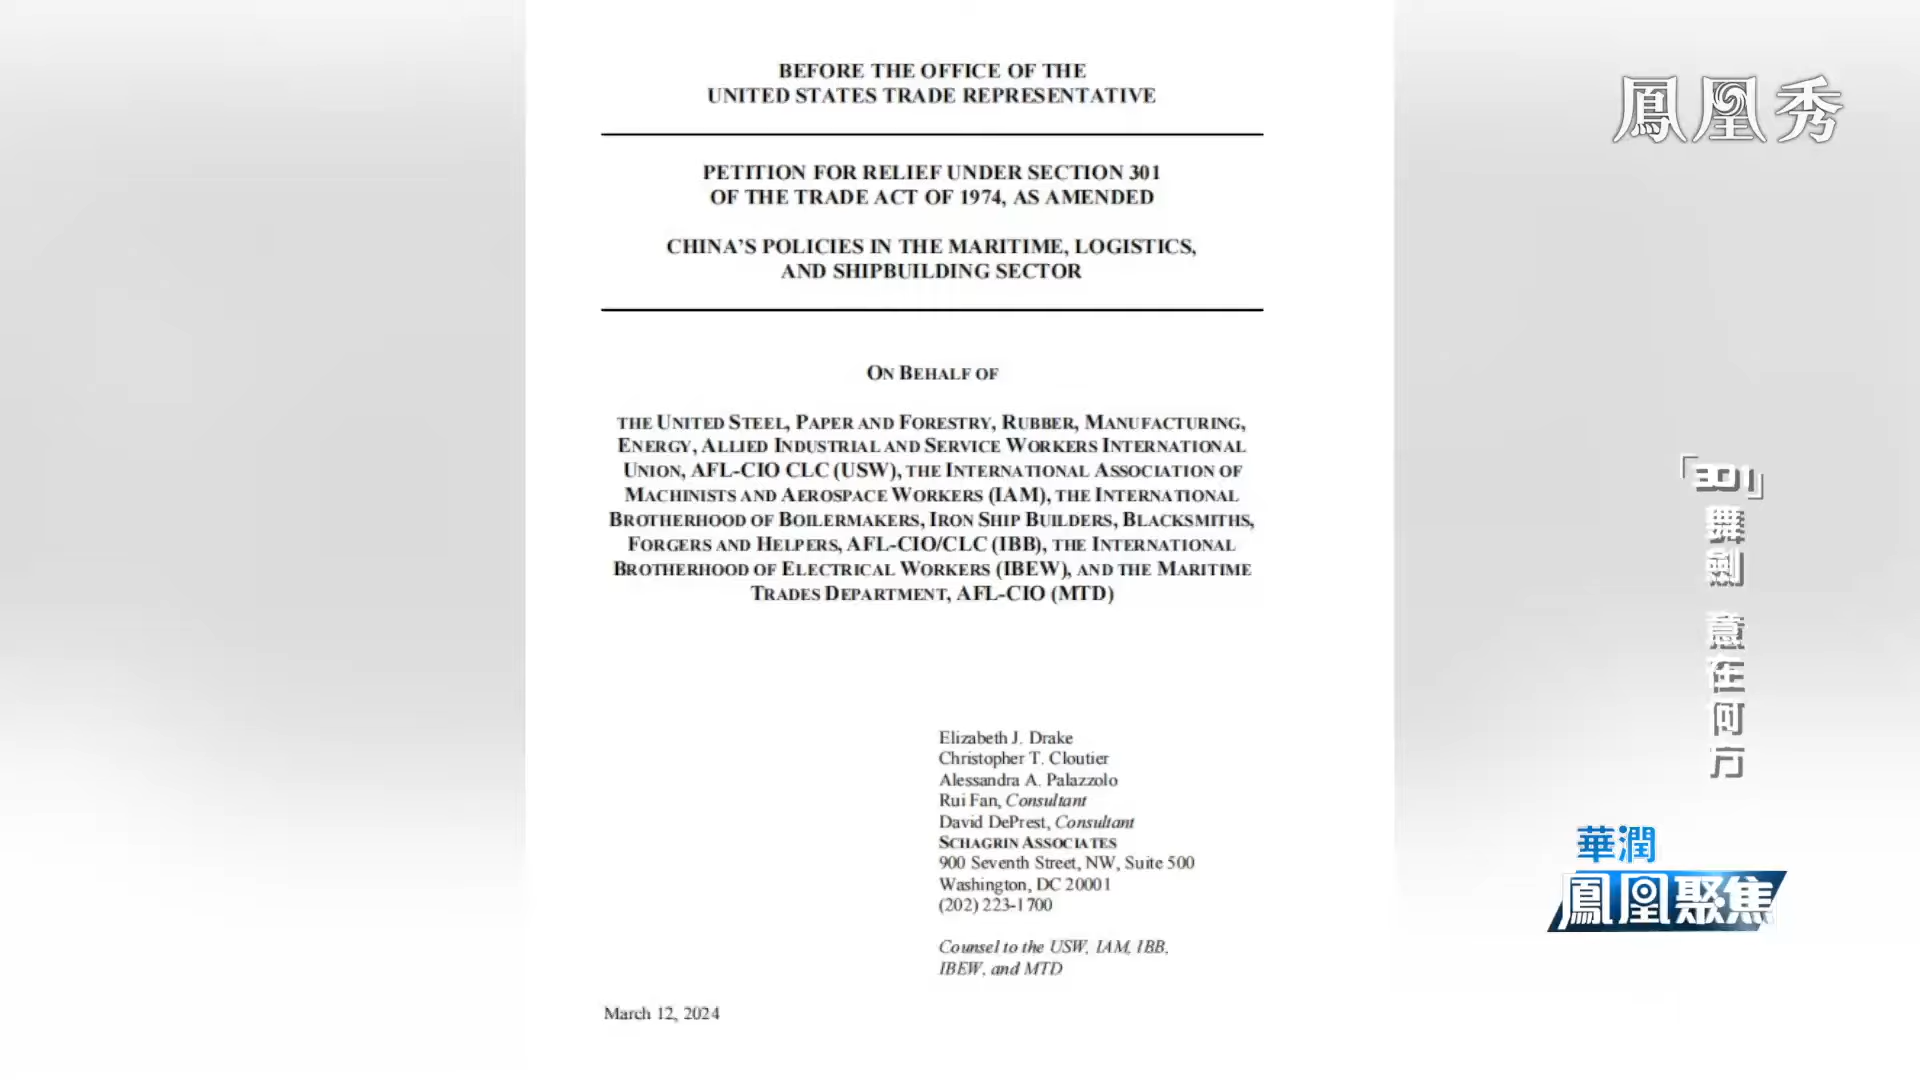 BEFORE THE OFFICE OF THE
UNITED STATES TRADE REPRESENTATIVE
PETITION FOR RELIEF UNDER SECTION 301
OF THE TRADE ACT OF 1974, AS AMENDED
CHINA'S POLICIES IN THE MARITIME, LOGISTICS,
AND SHIPBUILDING SECTOR
ON BEHALF OF
THE UNITED STEEL, PAPER AND FORESTRY, RUBBER, MANUFACTURING,
ENERGY, ALLIED INDUSTRIAL AND SERVICE WORKERS INTERNATIONAL
UNION, AFL-CIO CLC (USW), THE INTERNATIONAL ASSOCIATION OF
MACHINISTS AND AEROSPACE WORKERS (IAM), THE INTERNATIONAL
BROTHERHOOD OF BOILERMAKERS, IRON SHIP BUILDERS, BLACKSMITHS,
FORGERS AND HELPERS, AFL-CIO/CLC (IBB), THE INTERNATIONAL
BROTHERHOOD OF ELECTRICAL WORKERS (IBEW), AND THE MARITIME
TRADES DEPARTMENT, AFL-CIO (MTD)
Elizabeth J. Drake
Christopher T. Cloutier
Alessandra A. Palazzolo
Rui Fan, Consultant
David DePrest, Consultant
SCHAGRIN ASSOCIATES
900 Seventh Street, NW, Suite 500
Washington, DC 20001
(202) 223-1700
Counsel to the USW, IAM, IBB,
IBEW, and MTD
March 12, 2024
鳳凰秀
「301」舞劍 意在何方
華潤
鳳凰聚焦